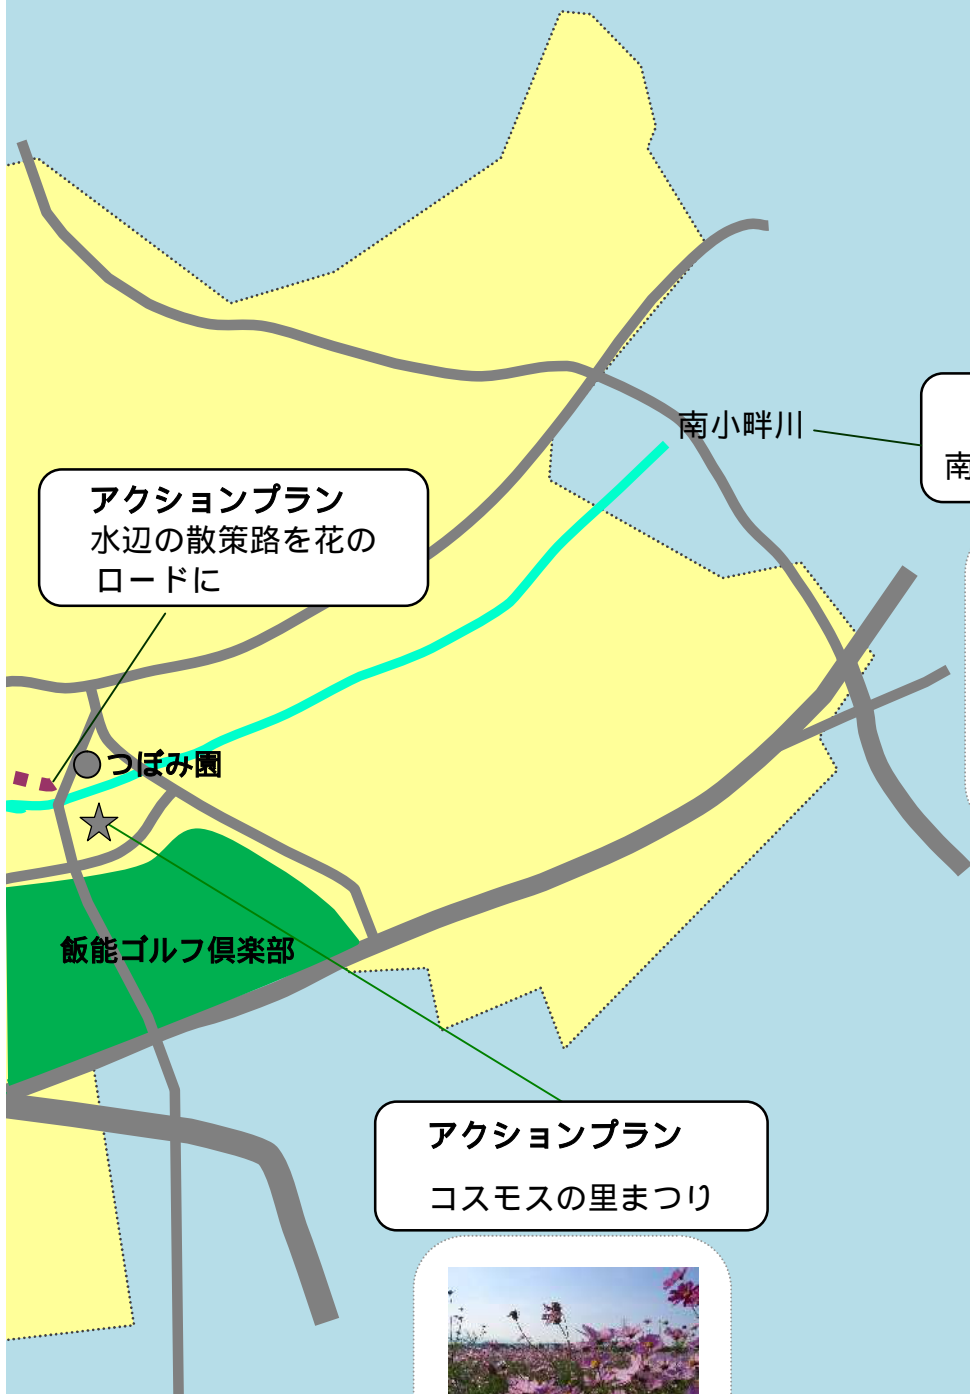 南小畔川
南
アクションプラン
水辺の散策路を花の
ロードに
つぼみ園
飯能ゴルフ倶楽部
アクションプラン
コスモスの里まつり